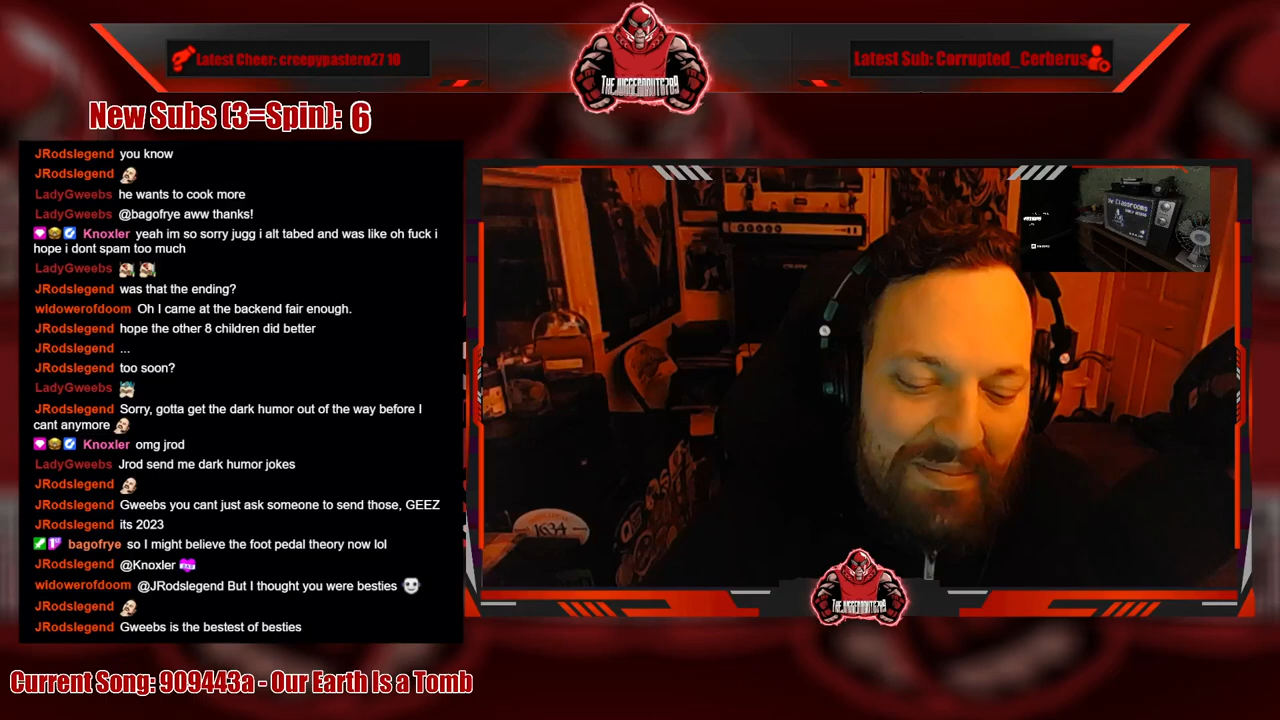 Latest Cheer: creepypastero27 10
THEJUGGERNAUT6789
Latest Sub: Corrupted_Cerberus
New Subs (3=Spin): 6
JRodslegend you know
JRodslegend
LadyGweebs he wants to cook more
LadyGweebs @bagofrye aww thanks!
Knoxler yeah im so sorry jugg i alt tabed and was like oh fuck i
hope i dont spam too much
LadyGweebs
JRodslegend was that the ending?
widowerofdoom Oh I came at the backend fair enough.
JRodslegend hope the other 8 children did better
JRodslegend ...
JRodslegend too soon?
LadyGweebs
JRodslegend Sorry, gotta get the dark humor out of the way before I
cant anymore
Knoxler omg jrod
LadyGweebs Jrod send me dark humor jokes
JRodslegend
JRodslegend Gweebs you cant just ask someone to send those, GEEZ
JRodslegend its 2023
bagofrye so I might believe the foot pedal theory now lol
JRodslegend @Knoxler
widowerofdoom @JRodslegend But I thought you were besties
JRodslegend
JRodslegend Gweebs is the bestest of besties
The Classrooms
1634
THEJUGGERNAUT6789
Current Song: 909443a - Our Earth Is a Tomb